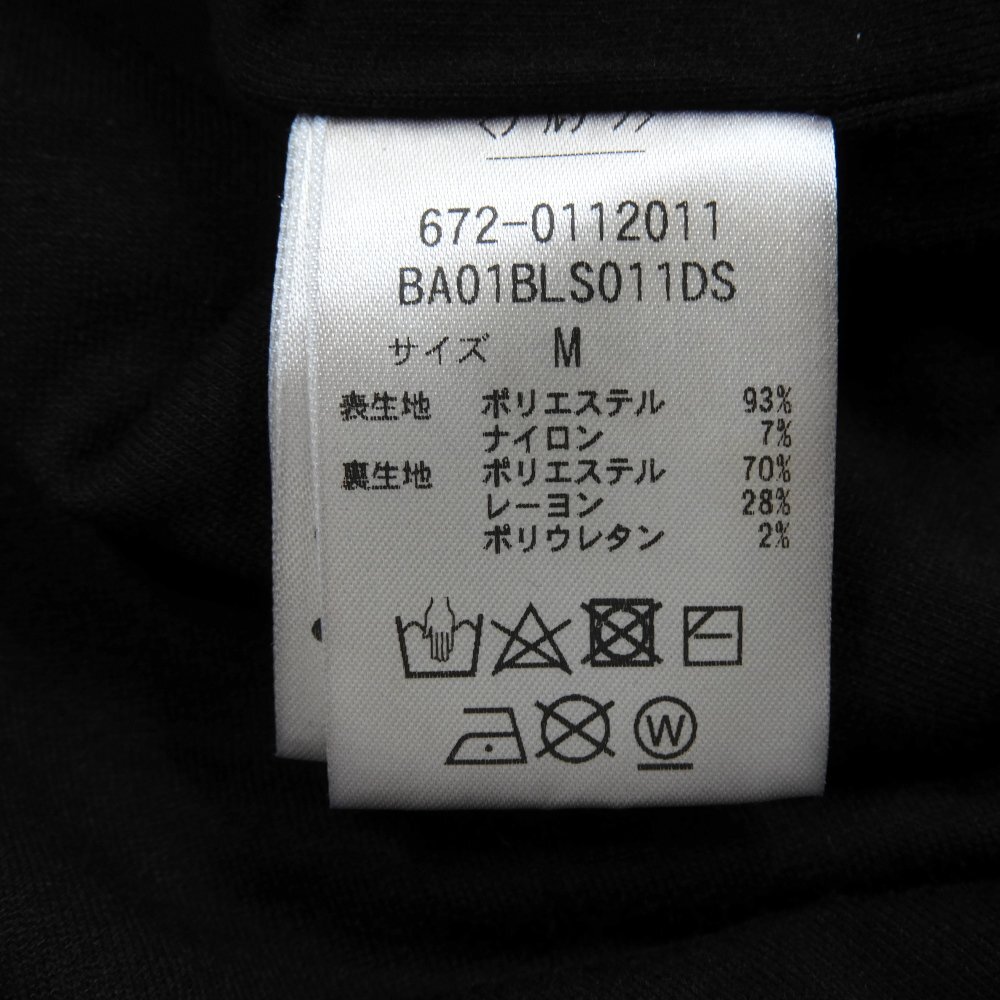 672-0112011
BA01BLS011DS
サイズ M
表生地 ポリエステル 93%
ナイロン 7%
裏生地 ポリエステル 70%
レーヨン 28%
ポリウレタン 2%
W